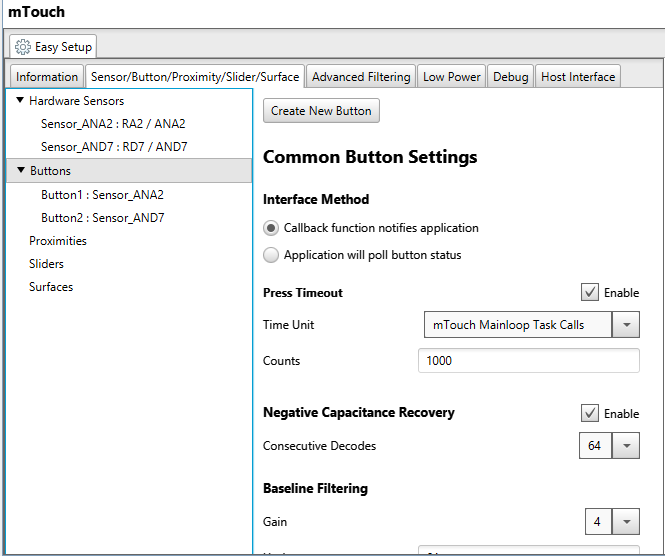 mTouch
Easy Setup
Information Sensor/Button/Proximity/Slider/Surface Advanced Filtering Low Power Debug Host Interface
Hardware Sensors
Sensor_ANA2 : RA2 / ANA2
Sensor_AND7 : RD7 / AND7
Buttons
Button1 : Sensor_ANA2
Button2 : Sensor_AND7
Proximities
Sliders
Surfaces
Create New Button
Common Button Settings
Interface Method
Callback function notifies application
Application will poll button status
Press Timeout Enable
Time Unit mTouch Mainloop Task Calls
Counts 1000
Negative Capacitance Recovery Enable
Consecutive Decodes 64
Baseline Filtering
Gain 4